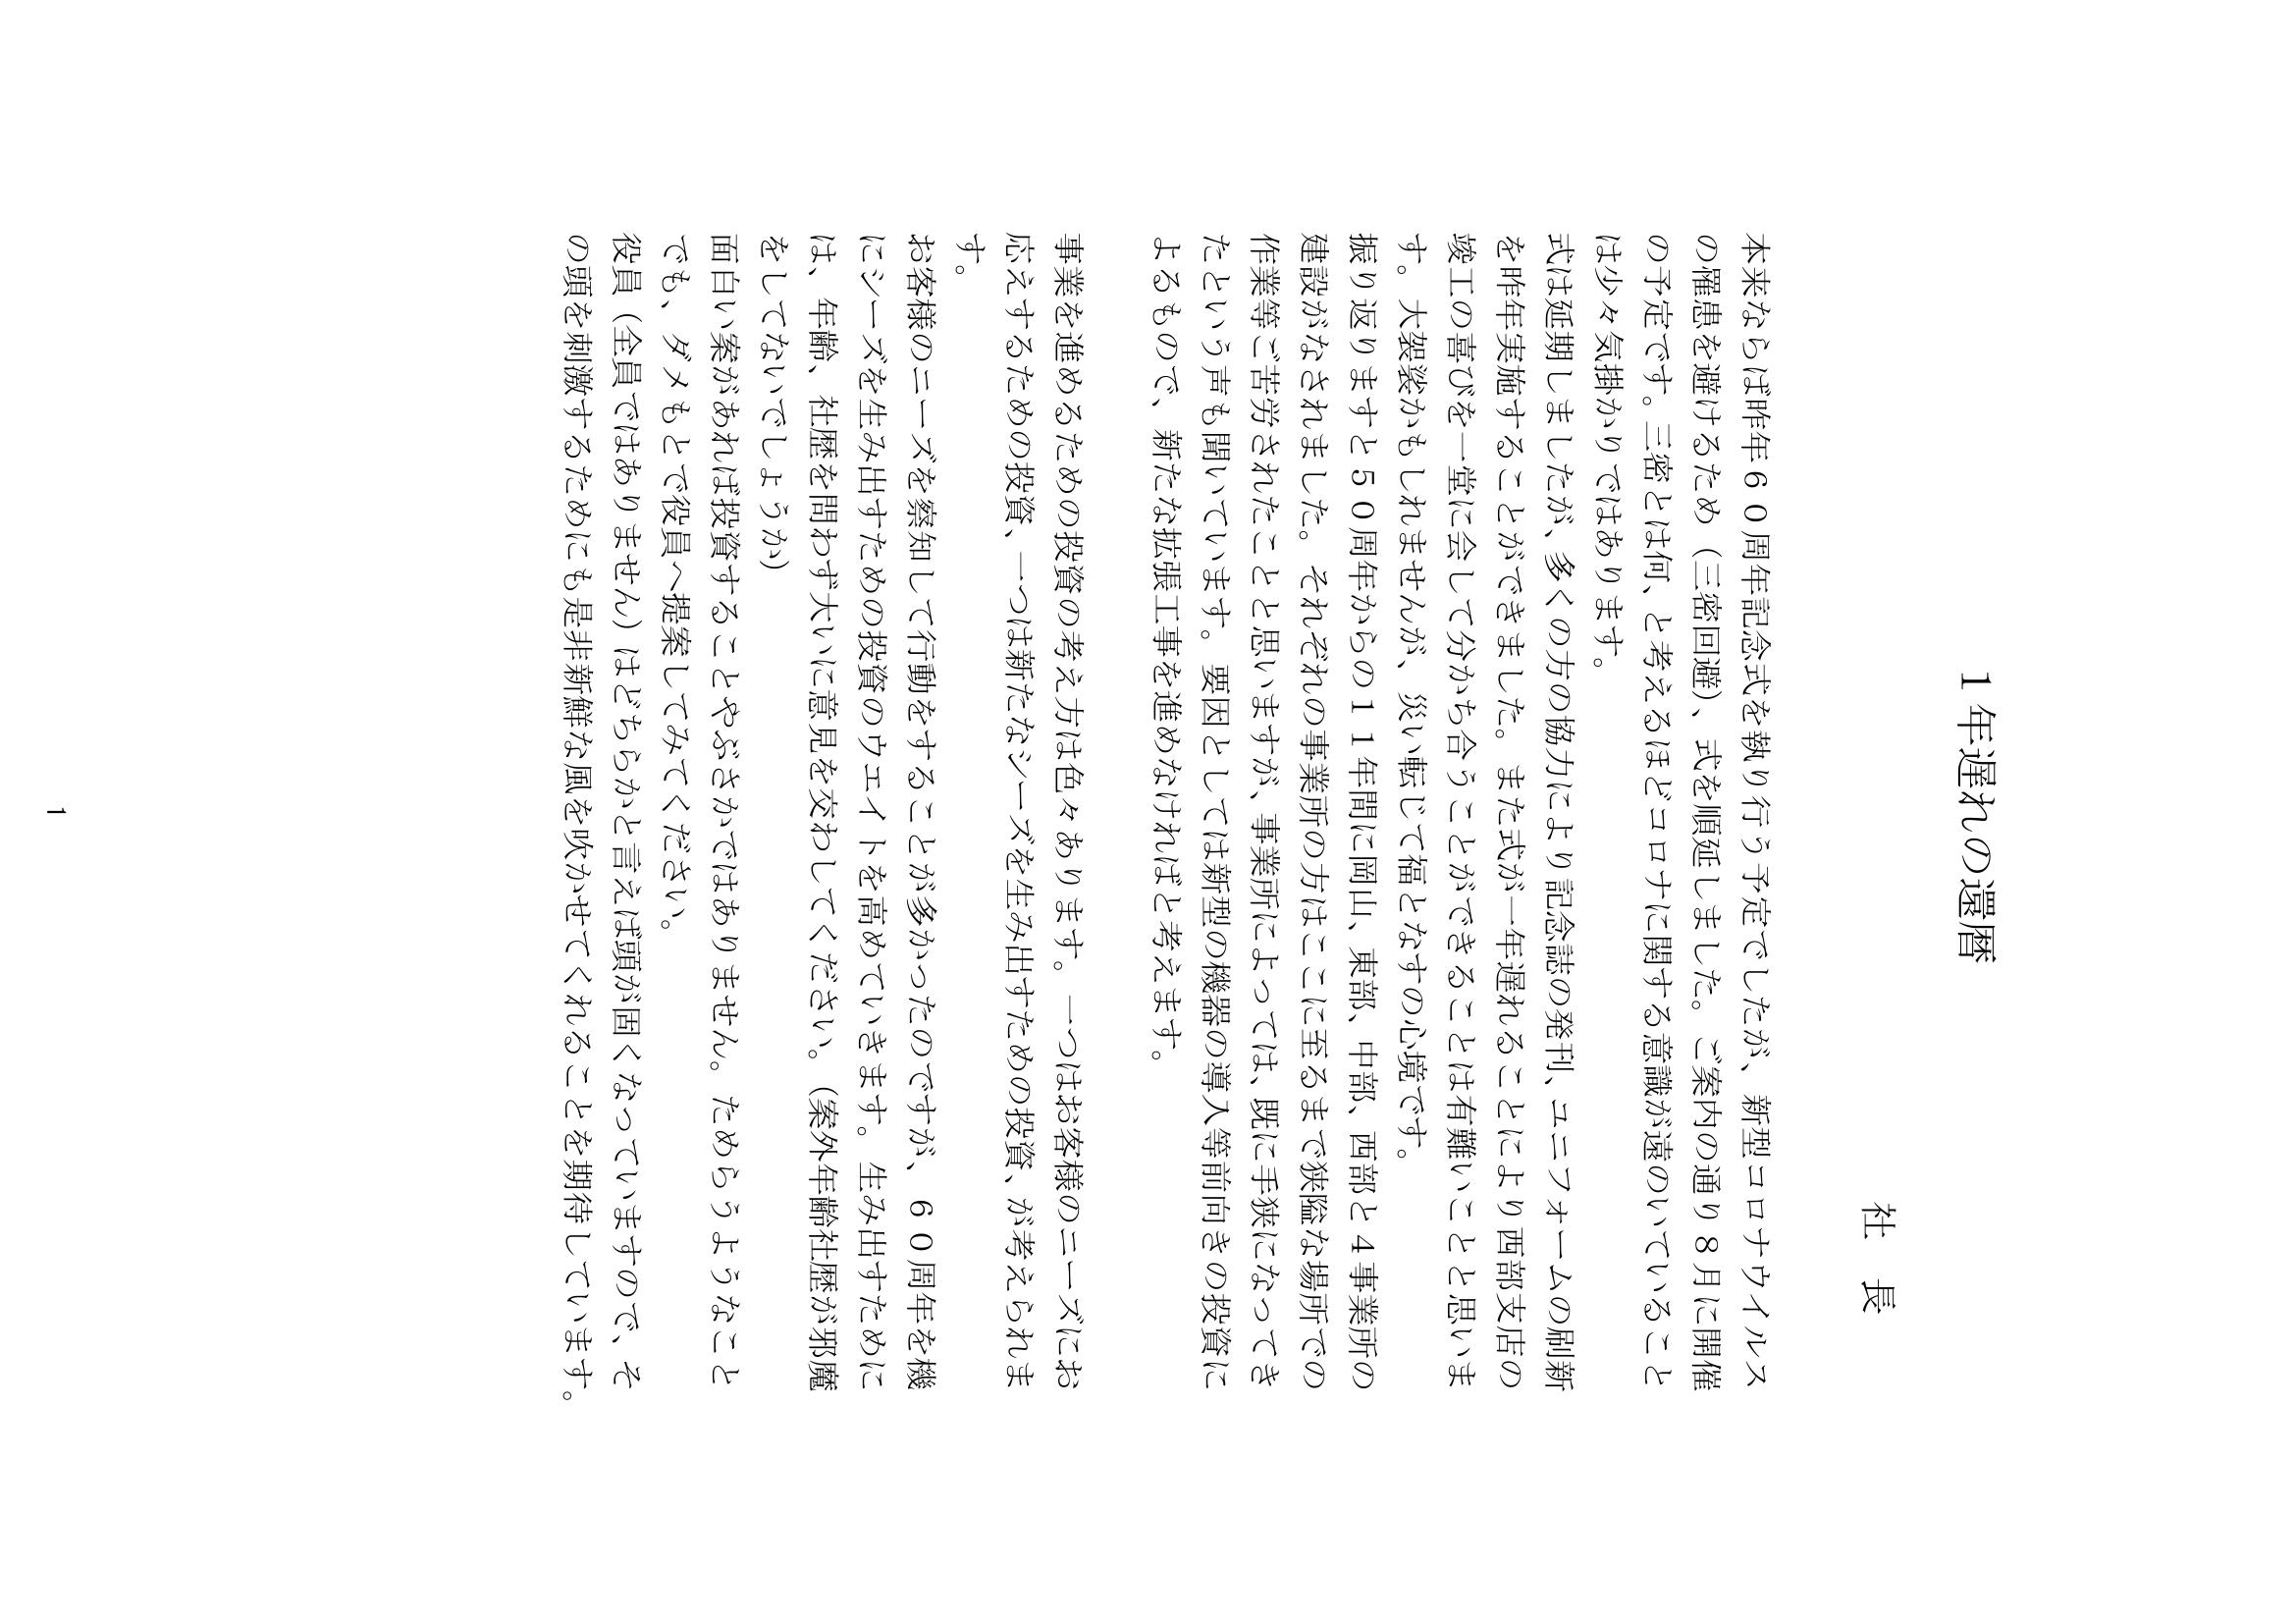 1年遅れの還暦
社　長
本来ならば昨年６０周年記念式を執り行う予定でしたが、新型コロナウイルス
の罹患を避けるため（三密回避）、式を順延しました。ご案内の通り８月に開催
の予定です。三密とは何、と考えるほどコロナに関する意識が遠のいていること
は少々気掛かりではあります。
式は延期しましたが、多くの方の協力により記念誌の発刊、ユニフォームの刷新
を昨年実施することができました。また式が一年遅れることにより西部支店の
竣工の喜びを一堂に会して分かち合うことができることは有難いことと思いま
す。大袈裟かもしれませんが、災い転じて福となすの心境です。
振り返りますと５０周年からの１１年間に岡山、東部、中部、西部と４事業所の
建設がなされました。それぞれの事業所の方はここに至るまで狭隘な場所での
作業等ご苦労されたことと思いますが、事業所によっては、既に手狭になってき
たという声も聞いています。要因としては新型の機器の導入等前向きの投資に
よるもので、新たな拡張工事を進めなければと考えます。
事業を進めるための投資の考え方は色々あります。一つはお客様のニーズにお
応えするための投資、一つは新たなシーズを生み出すための投資、が考えられま
す。
お客様のニーズを察知して行動をすることが多かったのですが、６０周年を機
にシーズを生み出すための投資のウエイトを高めていきます。生み出すために
は、年齢、社歴を問わず大いに意見を交わしてください。（案外年齢社歴が邪魔
をしてないでしょうか）
面白い案があれば投資することやぶさかではありません。ためらうようなこと
でも、ダメもとで役員へ提案してみてください。
役員（全員ではありません）はどちらかと言えば頭が固くなっていますので、そ
の頭を刺激するためにも是非新鮮な風を吹かせてくれることを期待しています。
1